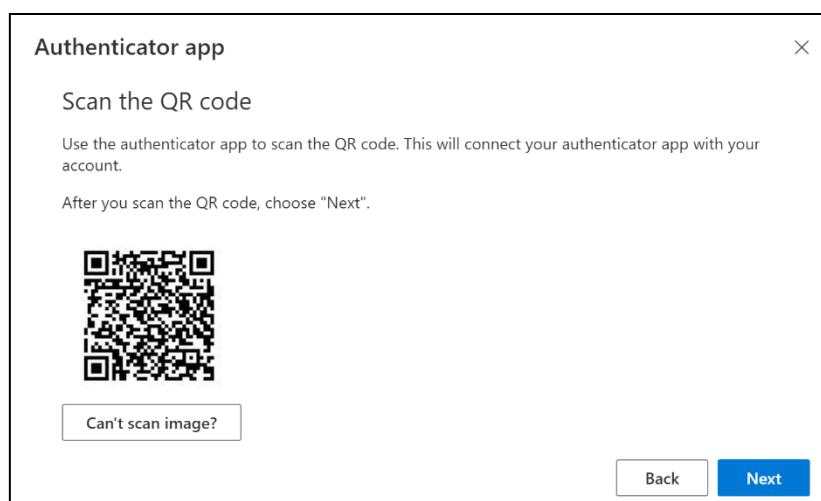 Authenticator app
Scan the QR code
Use the authenticator app to scan the QR code. This will connect your authenticator app with your
account.
After you scan the QR code, choose "Next".
Can't scan image?
Back
Next